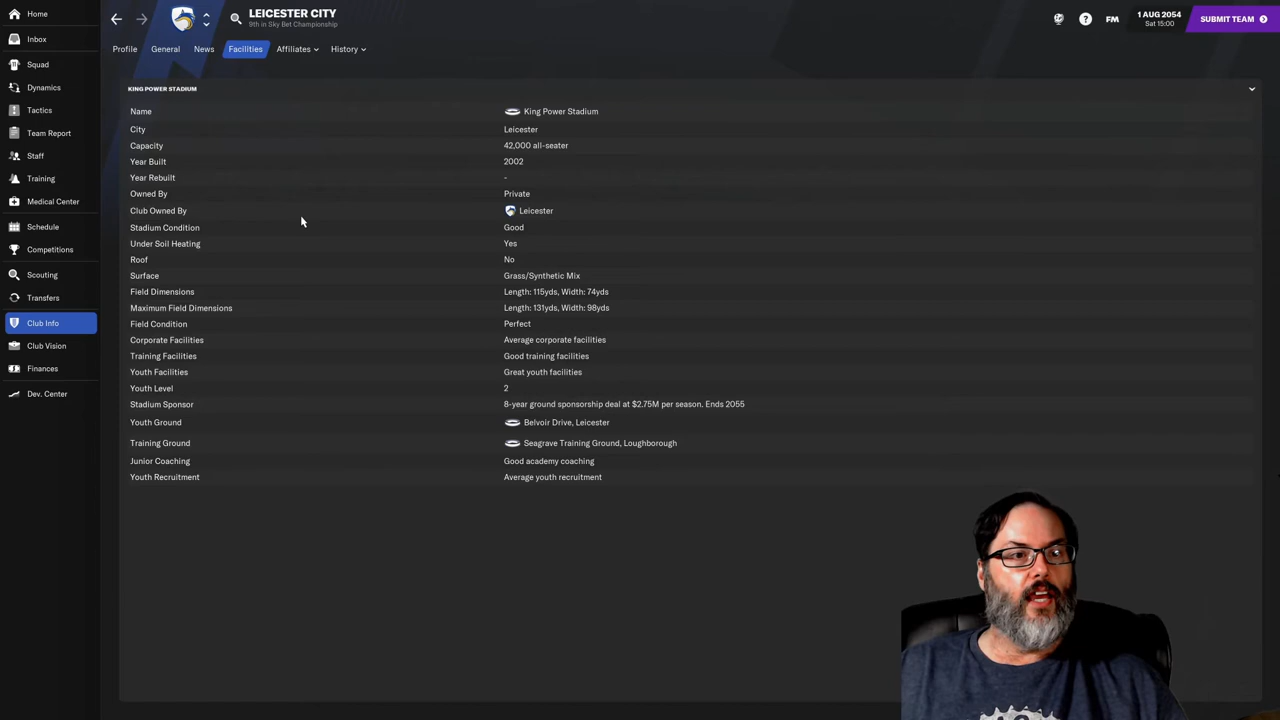 Home
LEICESTER CITY
9th in Sky Bet Championship
FM
1 AUG 2054
Sat 15:00
SUBMIT TEAM
Inbox
Profile
General
News
Facilities
Affiliates
History
Squad
Dynamics
Tactics
Team Report
Staff
Training
Medical Center
Schedule
Competitions
Scouting
Transfers
Club Info
Club Vision
Finances
Dev. Center
KING POWER STADIUM
Name King Power Stadium
City Leicester
Capacity 42,000 all-seater
Year Built 2002
Year Rebuilt -
Owned By Private
Club Owned By Leicester
Stadium Condition Good
Under Soil Heating Yes
Roof No
Surface Grass/Synthetic Mix
Field Dimensions Length: 115yds, Width: 74yds
Maximum Field Dimensions Length: 131yds, Width: 98yds
Field Condition Perfect
Corporate Facilities Average corporate facilities
Training Facilities Good training facilities
Youth Facilities Great youth facilities
Youth Level 2
Stadium Sponsor 8-year ground sponsorship deal at $2.75M per season. Ends 2055
Youth Ground Belvoir Drive, Leicester
Training Ground Seagrave Training Ground, Loughborough
Junior Coaching Good academy coaching
Youth Recruitment Average youth recruitment